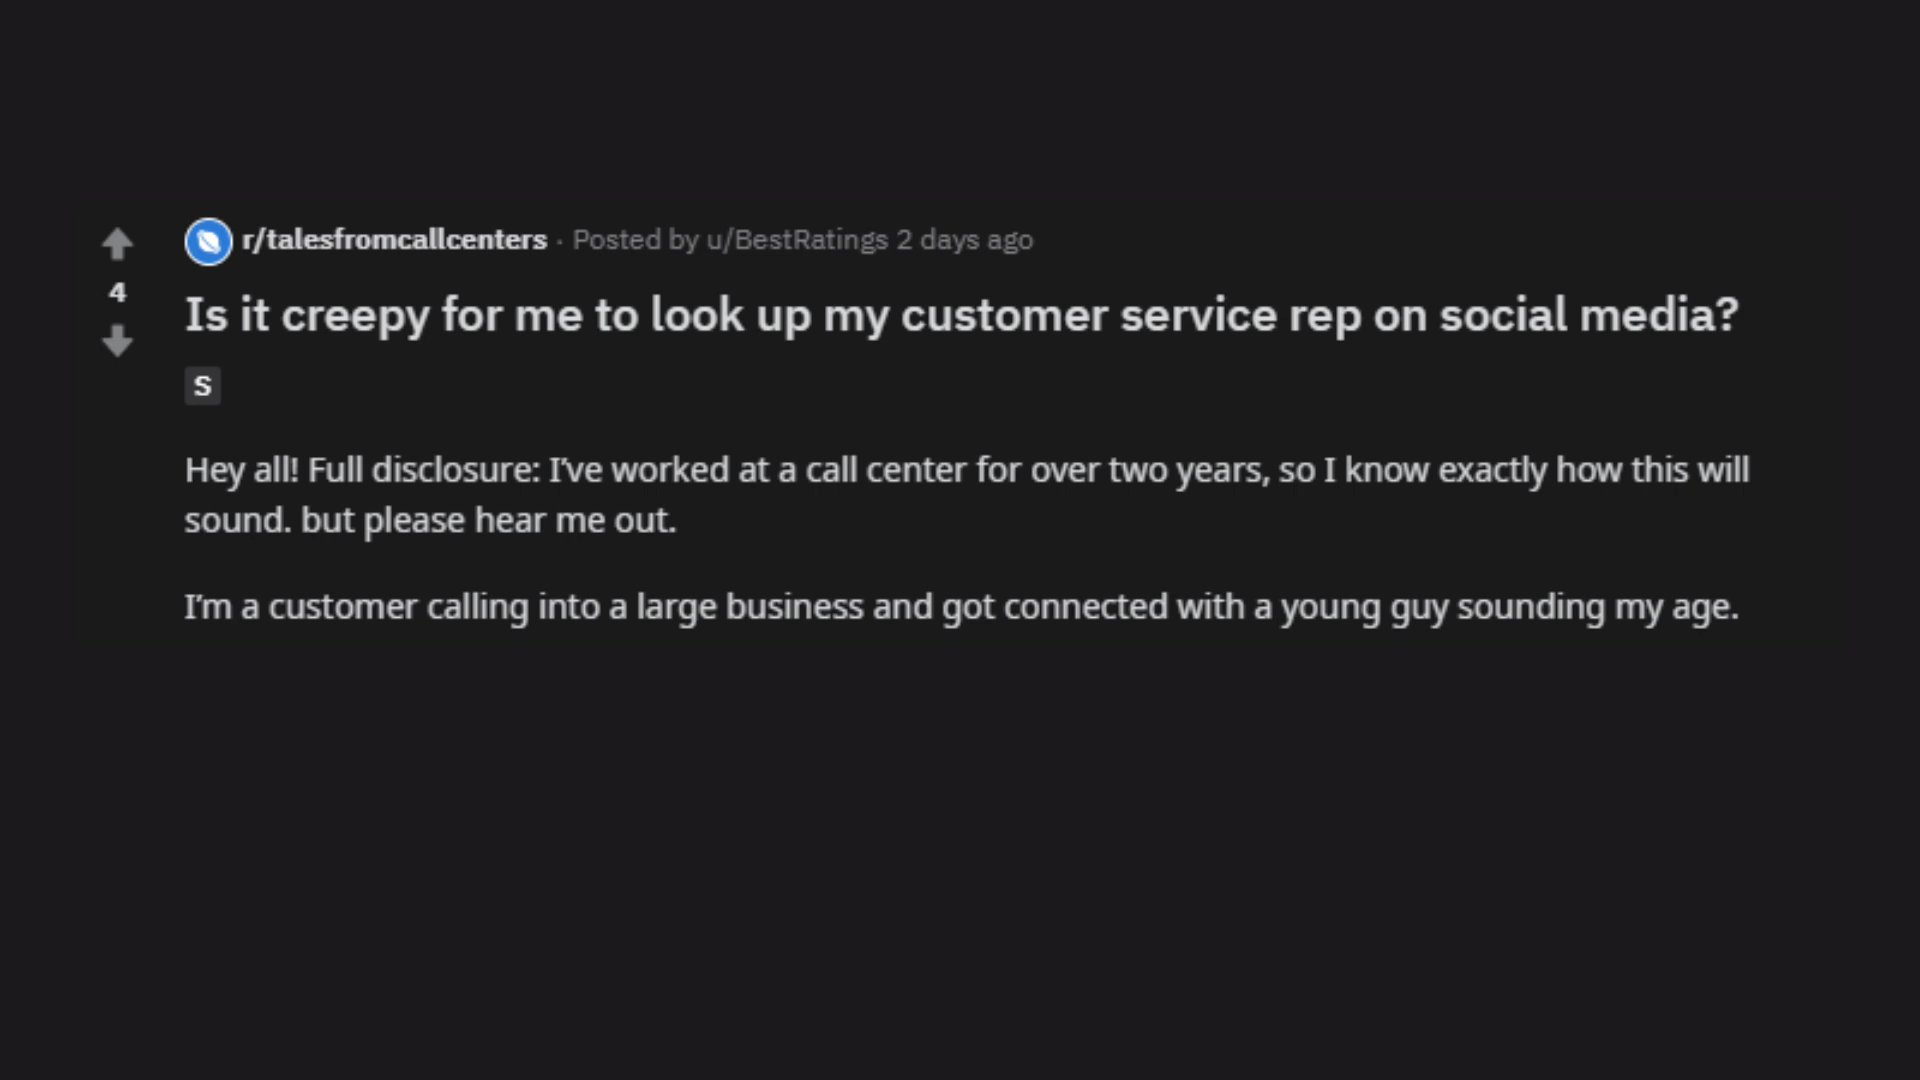 r/talesfromcallcenters · Posted by u/BestRatings 2 days ago
4
Is it creepy for me to look up my customer service rep on social media?
S
Hey all! Full disclosure: I've worked at a call center for over two years, so I know exactly how this will
sound. but please hear me out.
I'm a customer calling into a large business and got connected with a young guy sounding my age.